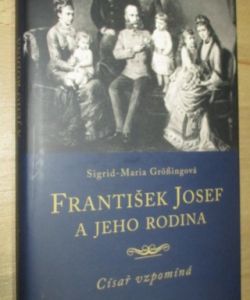 Sigrid-Maria Größingová
FRANTIŠEK JOSEF
A JEHO RODINA
Císař vzpomíná